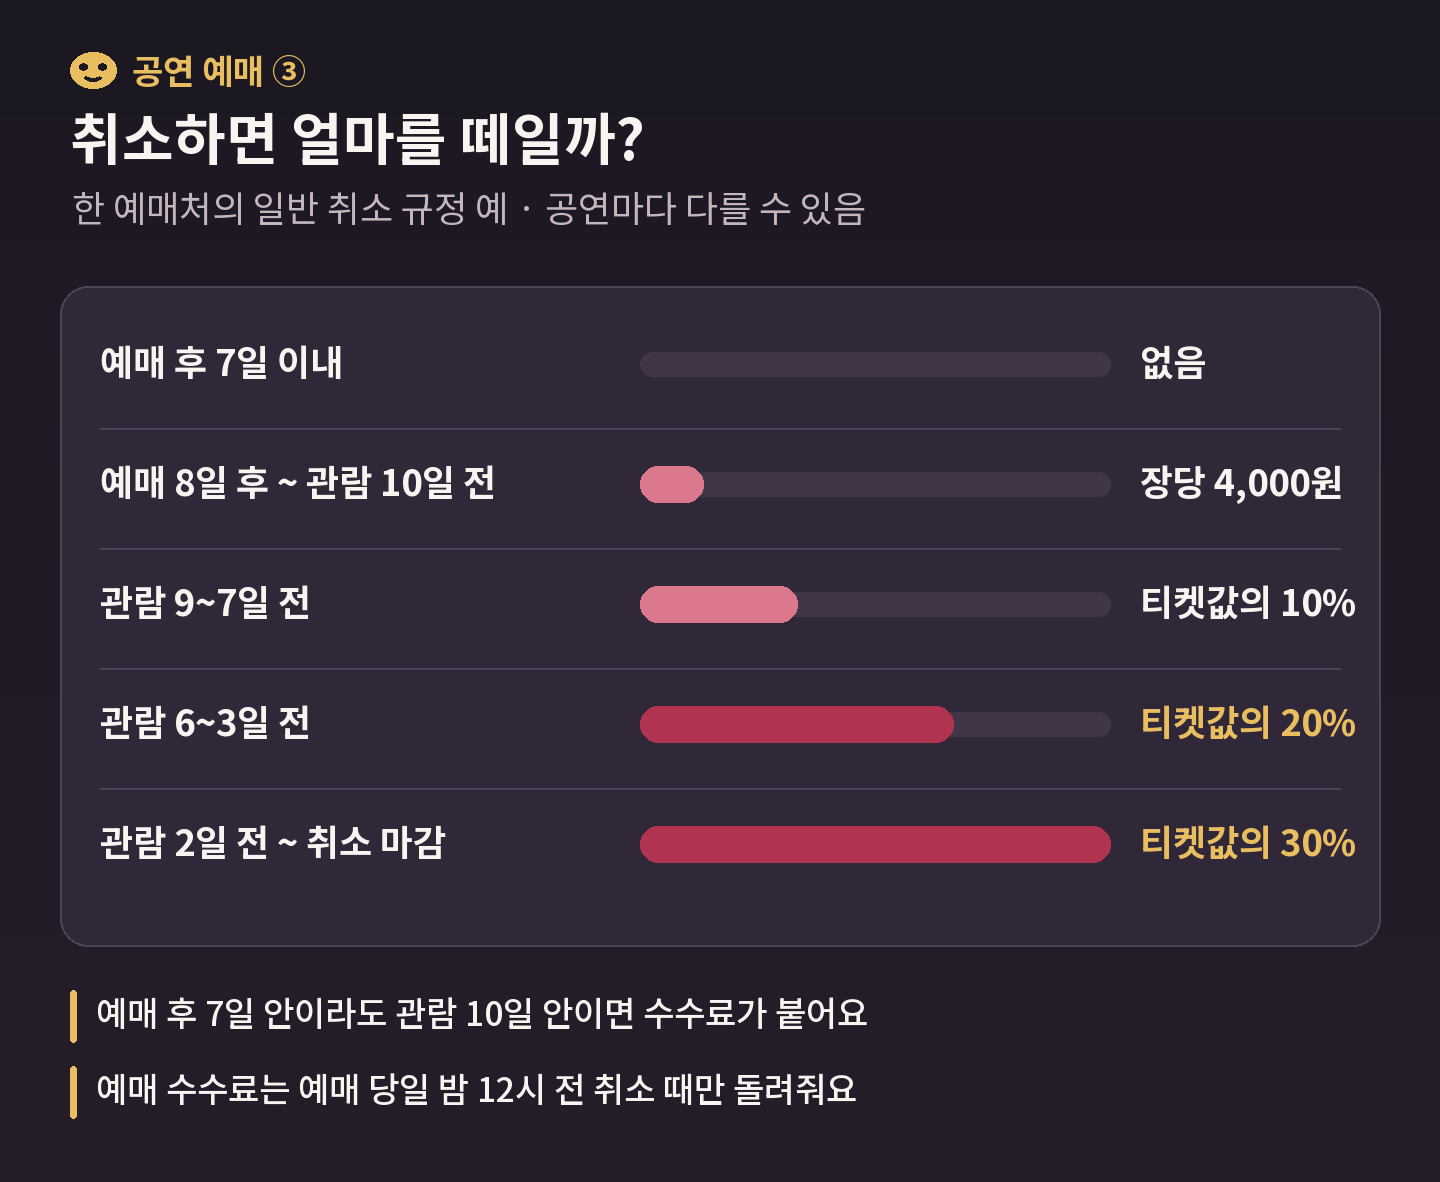 공연 예매 ③
취소하면 얼마를 떼일까?
한 예매처의 일반 취소 규정 예 · 공연마다 다를 수 있음
예매 후 7일 이내 없음
예매 8일 후 ~ 관람 10일 전 장당 4,000원
관람 9~7일 전 티켓값의 10%
관람 6~3일 전 티켓값의 20%
관람 2일 전 ~ 취소 마감 티켓값의 30%
예매 후 7일 안이라도 관람 10일 안이면 수수료가 붙어요
예매 수수료는 예매 당일 밤 12시 전 취소 때만 돌려줘요